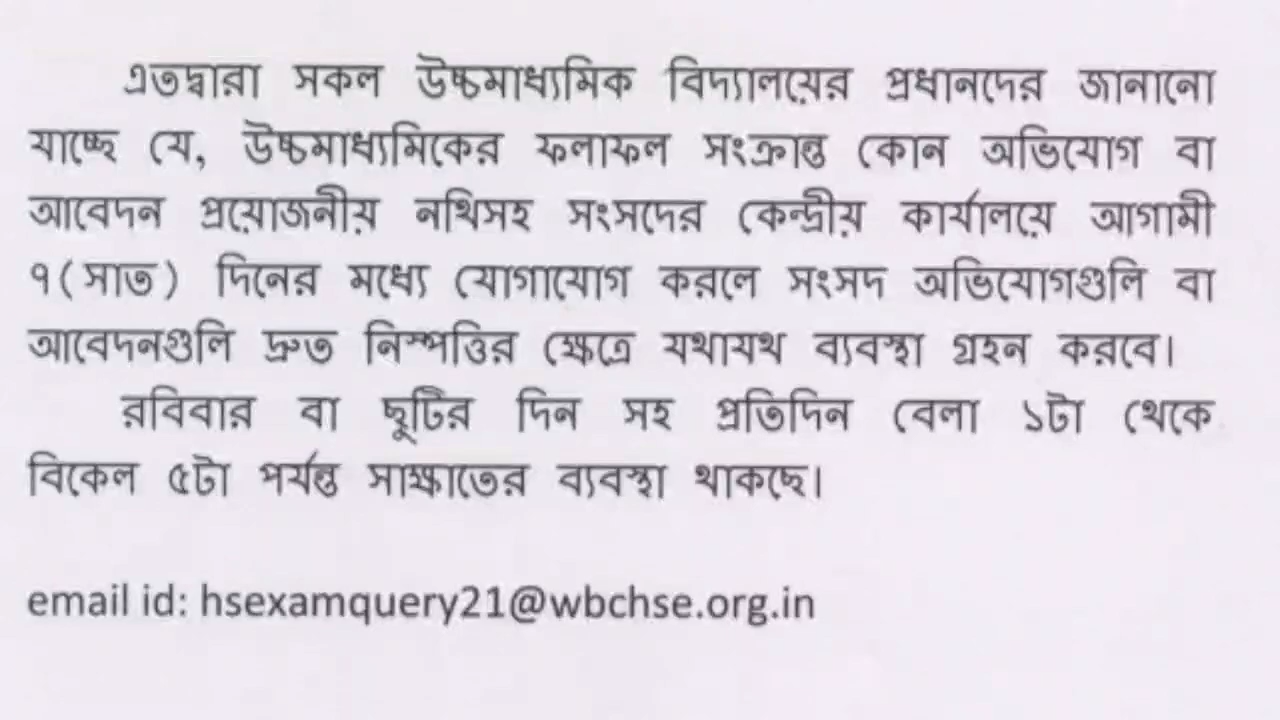 এতদ্বারা সকল উচ্চমাধ্যমিক বিদ্যালয়ের প্রধানদের জানানো
যাচ্ছে যে, উচ্চমাধ্যমিকের ফলাফল সংক্রান্ত কোন অভিযোগ বা
আবেদন প্রয়োজনীয় নথিসহ সংসদের কেন্দ্রীয় কার্যালয়ে আগামী
৭(সাত) দিনের মধ্যে যোগাযোগ করলে সংসদ অভিযোগগুলি বা
আবেদনগুলি দ্রুত নিস্পত্তির ক্ষেত্রে যথাযথ ব্যবস্থা গ্রহন করবে।
রবিবার বা ছুটির দিন সহ প্রতিদিন বেলা ১টা থেকে
বিকেল ৫টা পর্যন্ত সাক্ষাতের ব্যবস্থা থাকছে।
email id: hsexamquery21@wbchse.org.in